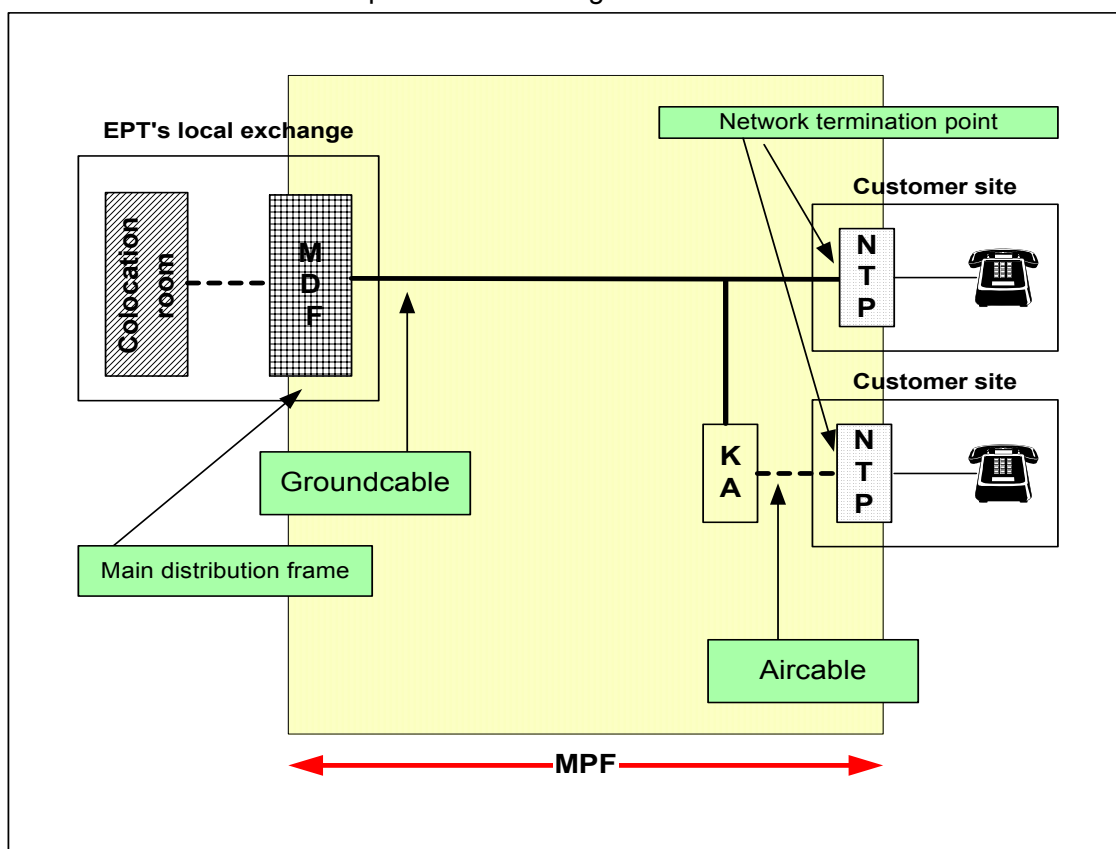 EPT's local exchange
Network termination point
Customer site
Colocation
room
M
D
F
N
T
P
Customer site
K
A
N
T
P
Groundcable
Main distribution frame
Aircable
MPF